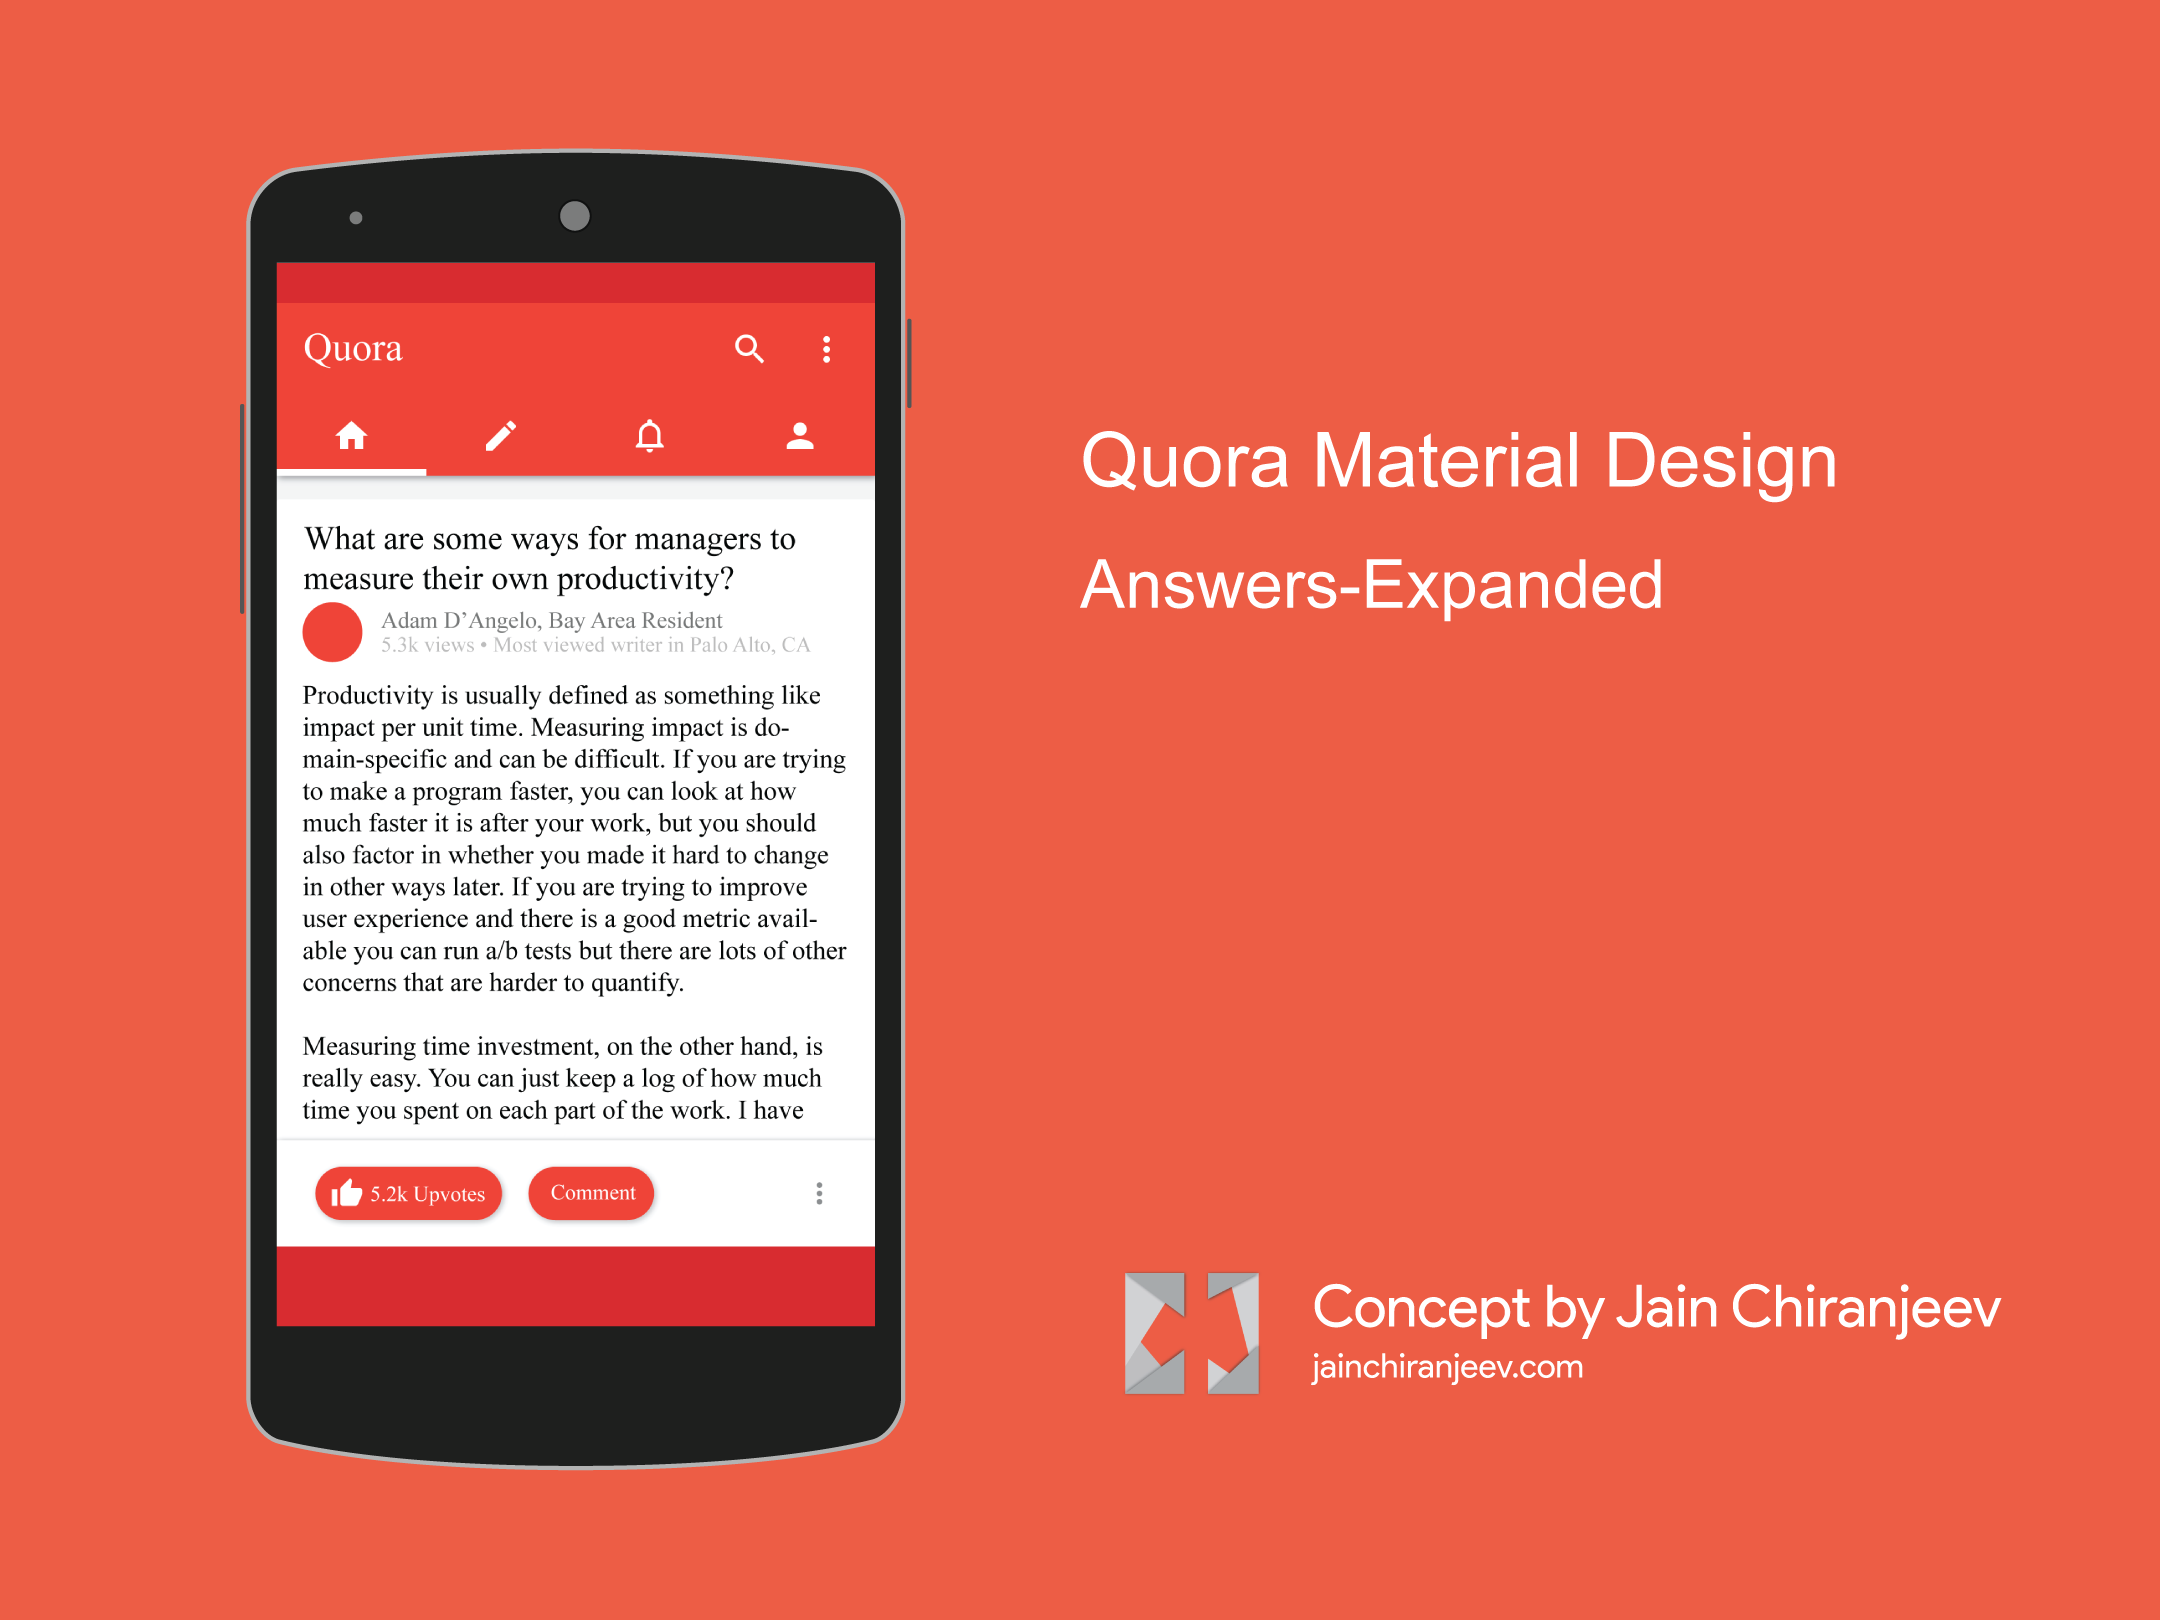 Quora
What are some ways for managers to
measure their own productivity?
Adam D’Angelo, Bay Area Resident
5.3k views • Most viewed writer in Palo Alto, CA
Productivity is usually defined as something like
impact per unit time. Measuring impact is do-
main-specific and can be difficult. If you are trying
to make a program faster, you can look at how
much faster it is after your work, but you should
also factor in whether you made it hard to change
in other ways later. If you are trying to improve
user experience and there is a good metric avail-
able you can run a/b tests but there are lots of other
concerns that are harder to quantify.
Measuring time investment, on the other hand, is
really easy. You can just keep a log of how much
time you spent on each part of the work. I have
5.2k Upvotes
Comment
Quora Material Design
Answers-Expanded
Concept by Jain Chiranjeev
jainchiranjeev.com